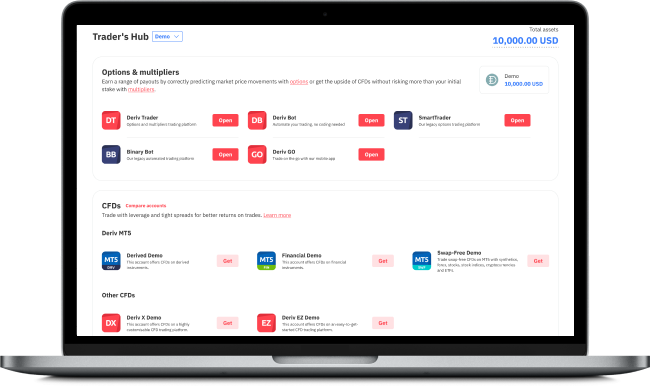 Total assets
Trader's Hub Demo
10,000.00 USD
Options & multipliers
Earn a range of payouts by correctly predicting market price movements with options or get the upside of CFDs without risking more than your initial
stake with multipliers.
Demo
10,000.00 USD
DT Deriv Trader
Options and multipliers trading platform
Open
DB Deriv Bot
Automate your trading, no coding needed
Open
ST SmartTrader
Our legacy options trading platform
Open
BB Binary Bot
Our legacy automated trading platform
Open
GO Deriv GO
Trade on the go with our mobile app
Open
CFDs Compare accounts
Trade with leverage and tight spreads for better returns on trades. Learn more
Deriv MT5
MT5 DRV
Derived Demo
This account offers CFDs on derived
instruments.
Get
MT5 FIN
Financial Demo
This account offers CFDs on financial
instruments.
Get
MT5
Swap-Free Demo
Trade swap-free CFDs on MT5 with synthetics,
forex, stocks, stock indices, cryptocurrencies
and ETFs.
Get
Other CFDs
DX Deriv X Demo
This account offers CFDs on a highly
customisable CFD trading platform.
Get
EZ Deriv EZ Demo
This account offers CFDs on an easy-to-get-
started CFD trading platform.
Get